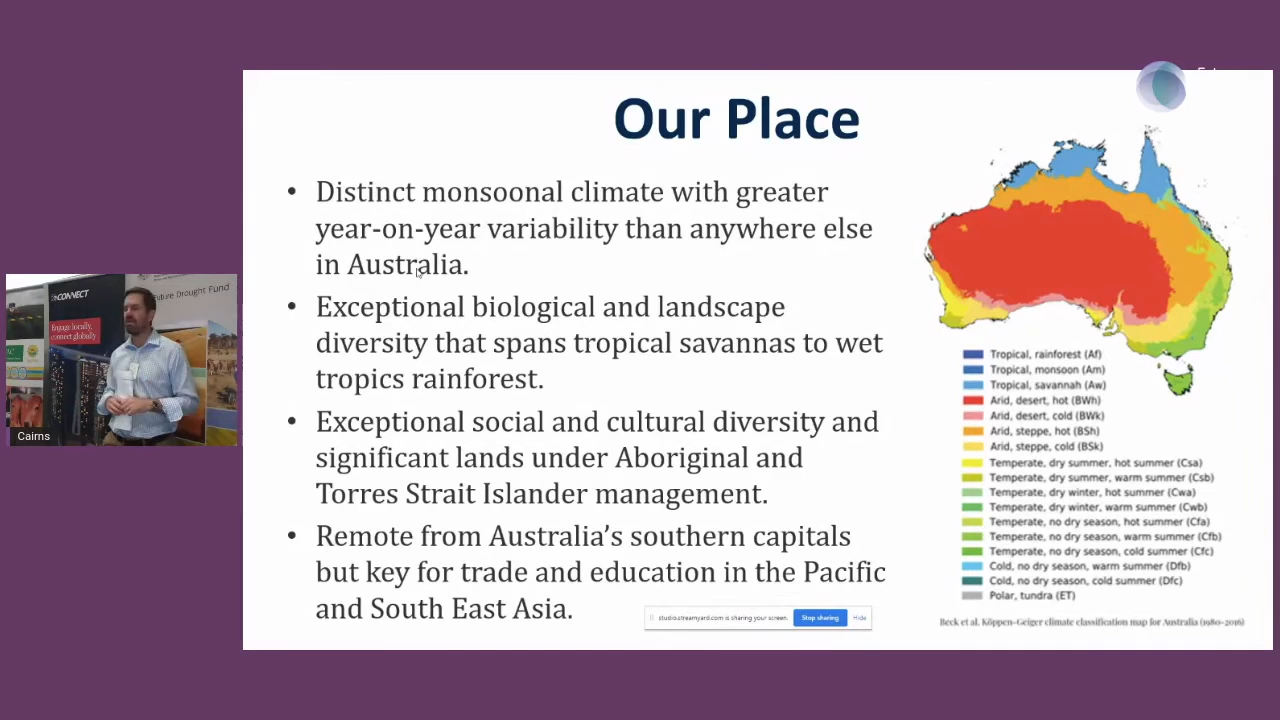 Our Place
• Distinct monsoonal climate with greater
year-on-year variability than anywhere else
in Australia.
• Exceptional biological and landscape
diversity that spans tropical savannas to wet
tropics rainforest.
• Exceptional social and cultural diversity and
significant lands under Aboriginal and
Torres Strait Islander management.
• Remote from Australia’s southern capitals
but key for trade and education in the Pacific
and South East Asia.
Tropical, rainforest (Af)
Tropical, monsoon (Am)
Tropical, savannah (Aw)
Arid, desert, hot (BWh)
Arid, desert, cold (BWk)
Arid, steppe, hot (BSh)
Arid, steppe, cold (BSk)
Temperate, dry summer, hot summer (Csa)
Temperate, dry summer, warm summer (Csb)
Temperate, dry winter, hot summer (Cwa)
Temperate, dry winter, warm summer (Cwb)
Temperate, no dry season, hot summer (Cfa)
Temperate, no dry season, warm summer (Cfb)
Temperate, no dry season, cold summer (Cfc)
Cold, no dry season, warm summer (Dfb)
Cold, no dry season, cold summer (Dfc)
Polar, tundra (ET)
Beck et al. Köppen-Geiger climate classification map for Australia (1980-2016)
studio.streamyard.com is sharing your screen.
Stop sharing
Hide
Future Drought Fund
Engage locally,
connect globally
Cairns